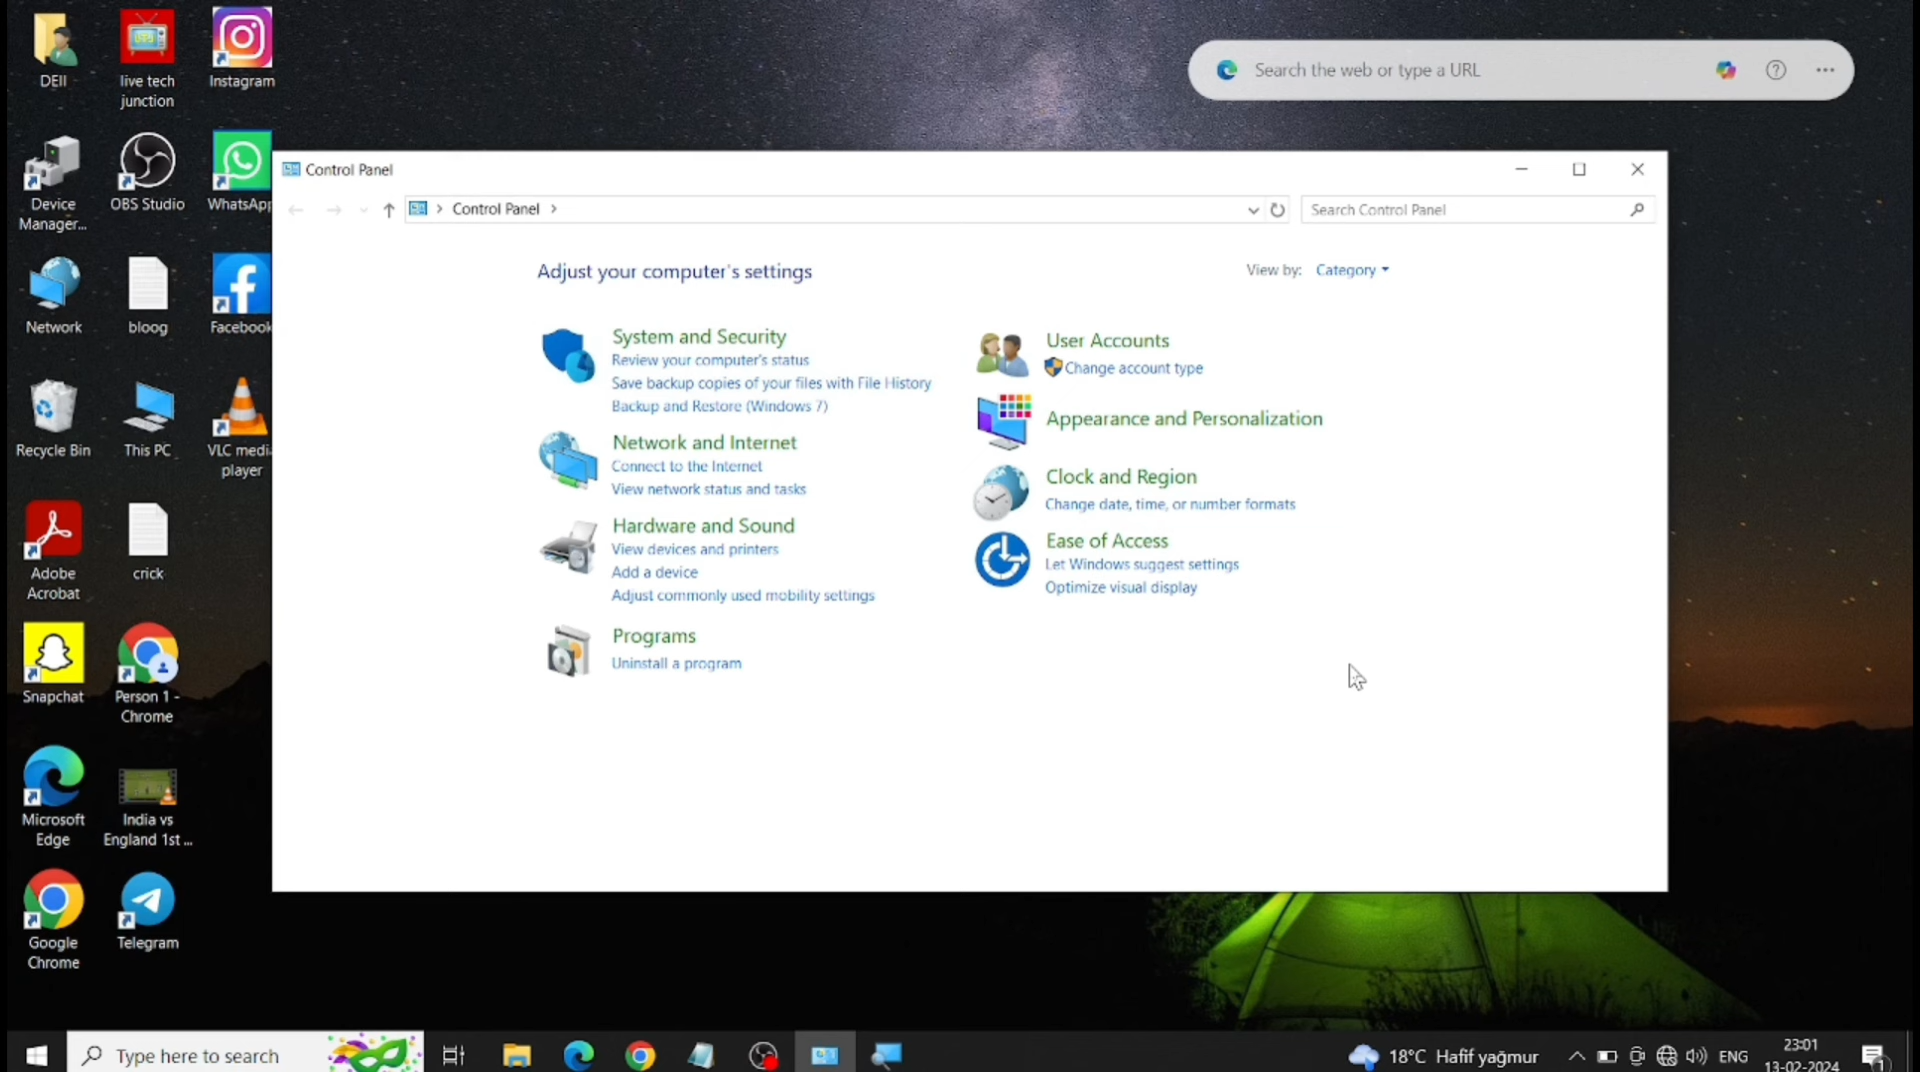 DEII
live tech
junction
Instagram
Device
Manager...
OBS Studio
WhatsApp
Network
bloog
Facebook
Recycle Bin
This PC
VLC medi
player
Adobe
Acrobat
crick
Snapchat
Person 1 -
Chrome
Microsoft
Edge
India vs
England 1st ...
Google
Chrome
Telegram
Search the web or type a URL
Control Panel
Control Panel
Search Control Panel
Adjust your computer's settings
View by: Category
System and Security
Review your computer's status
Save backup copies of your files with File History
Backup and Restore (Windows 7)
Network and Internet
Connect to the Internet
View network status and tasks
Hardware and Sound
View devices and printers
Add a device
Adjust commonly used mobility settings
Programs
Uninstall a program
User Accounts
Change account type
Appearance and Personalization
Clock and Region
Change date, time, or number formats
Ease of Access
Let Windows suggest settings
Optimize visual display
Type here to search
18°C Hafif yağmur
ENG
23:01
13-02-2024
1